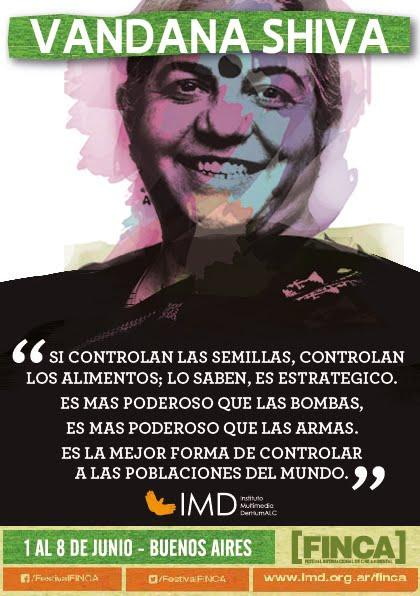 VANDANA SHIVA
“ SI CONTROLAN LAS SEMILLAS, CONTROLAN
LOS ALIMENTOS; LO SABEN, ES ESTRATEGICO.
ES MAS PODEROSO QUE LAS BOMBAS,
ES MAS PODEROSO QUE LAS ARMAS.
ES LA MEJOR FORMA DE CONTROLAR
A LAS POBLACIONES DEL MUNDO. ”
IMD Instituto
Multimedia
DerHumALC
1 AL 8 DE JUNIO - BUENOS AIRES
[FINCA]
FESTIVAL INTERNACIONAL DE CINE AMBIENTAL
/FestivalFINCA
/FestivalFINCA
www.imd.org.ar/finca